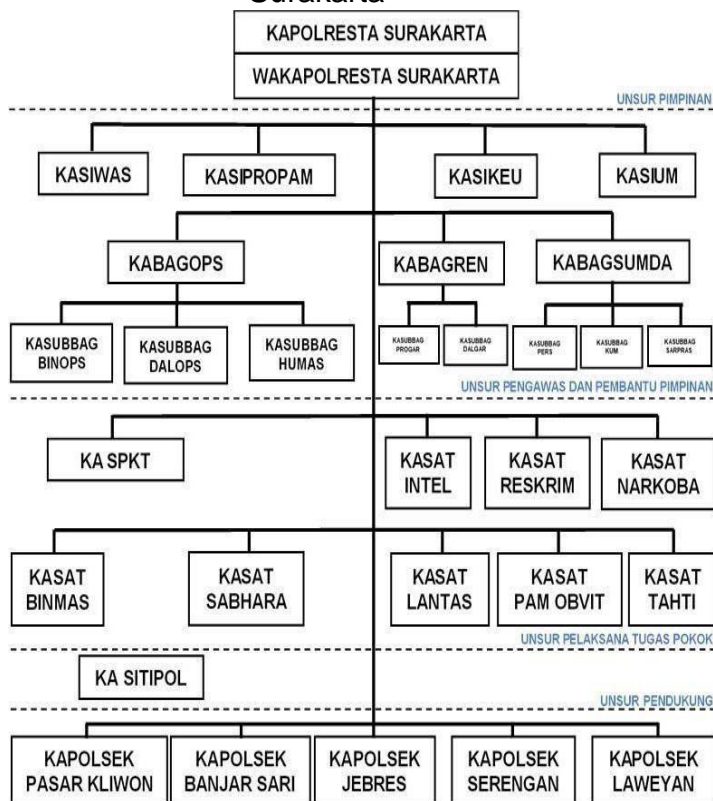 Surakarta
KAPOLRESTA SURAKARTA
WAKAPOLRESTA SURAKARTA
UNSUR PIMPINAN
KASIWAS
KASIPROPAM
KASIKEU
KASIUM
KABAGOPS
KABAGREN
KABAGSUMDA
KASUBBAG
BINOPS
KASUBBAG
DALOPS
KASUBBAG
HUMAS
KASUBBAG
PROGAR
KASUBBAG
DALGAR
KASUBBAG
PERS
KASUBBAG
KUM
KASUBBAG
SARPRAS
UNSUR PENGAWAS DAN PEMBANTU PIMPINAN
KA SPKT
KASAT
INTEL
KASAT
RESKRIM
KASAT
NARKOBA
KASAT
BINMAS
KASAT
SABHARA
KASAT
LANTAS
KASAT
PAM OBVIT
KASAT
TAHTI
UNSUR PELAKSANA TUGAS POKOK
KA SITIPOL
UNSUR PENDUKUNG
KAPOLSEK
PASAR KLIWON
KAPOLSEK
BANJAR SARI
KAPOLSEK
JEBRES
KAPOLSEK
SERENGAN
KAPOLSEK
LAWEYAN